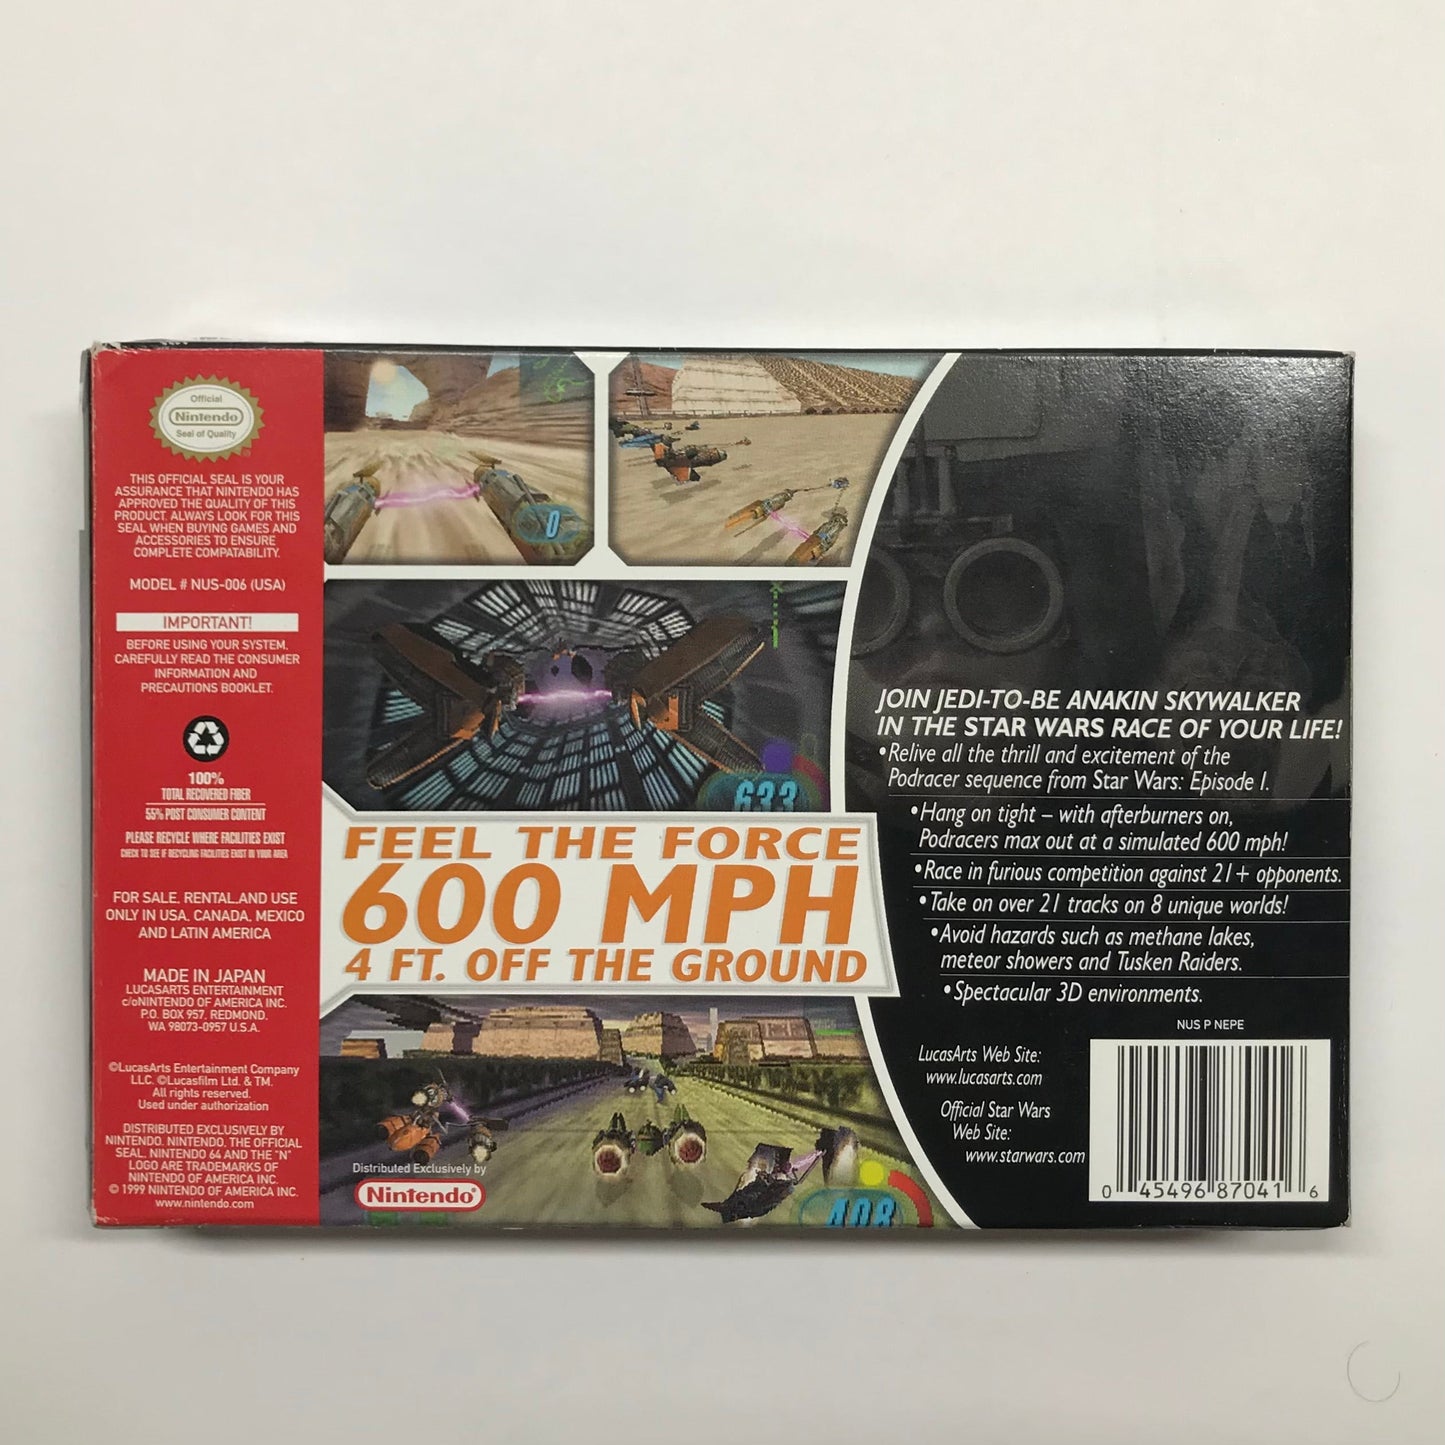 Official
Nintendo
Seal of Quality
THIS OFFICIAL SEAL IS YOUR
ASSURANCE THAT NINTENDO HAS
APPROVED THE QUALITY OF THIS
PRODUCT. ALWAYS LOOK FOR THIS
SEAL WHEN BUYING GAMES AND
ACCESSORIES TO ENSURE
COMPLETE COMPATABILITY.
MODEL # NUS-006 (USA)
IMPORTANT!
BEFORE USING YOUR SYSTEM,
CAREFULLY READ THE CONSUMER
INFORMATION AND
PRECAUTIONS BOOKLET.
100%
TOTAL RECOVERED FIBER
55% POST CONSUMER CONTENT
PLEASE RECYCLE WHERE FACILITIES EXIST
CHECK TO SEE IF RECYCLING FACILITIES EXIST IN YOUR AREA
FOR SALE, RENTAL,AND USE
ONLY IN USA, CANADA, MEXICO
AND LATIN AMERICA
MADE IN JAPAN
LUCASARTS ENTERTAINMENT
c/oNINTENDO OF AMERICA INC.
P.O. BOX 957, REDMOND,
WA 98073-0957 U.S.A.
©LucasArts Entertainment Company
LLC. ©Lucasfilm Ltd. & TM.
All rights reserved.
Used under authorization
DISTRIBUTED EXCLUSIVELY BY
NINTENDO. NINTENDO, THE OFFICIAL
SEAL, NINTENDO 64 AND THE "N"
LOGO ARE TRADEMARKS OF
NINTENDO OF AMERICA INC.
© 1999 NINTENDO OF AMERICA INC.
www.nintendo.com
0
633
FEEL THE FORCE
600 MPH
4 FT. OFF THE GROUND
408
Distributed Exclusively by
Nintendo®
JOIN JEDI-TO-BE ANAKIN SKYWALKER
IN THE STAR WARS RACE OF YOUR LIFE!
•Relive all the thrill and excitement of the
Podracer sequence from Star Wars: Episode I.
•Hang on tight – with afterburners on,
Podracers max out at a simulated 600 mph!
•Race in furious competition against 21+ opponents.
•Take on over 21 tracks on 8 unique worlds!
•Avoid hazards such as methane lakes,
meteor showers and Tusken Raiders.
•Spectacular 3D environments.
NUS P NEPE
LucasArts Web Site:
www.lucasarts.com
Official Star Wars
Web Site:
www.starwars.com
0 45496 87041 6